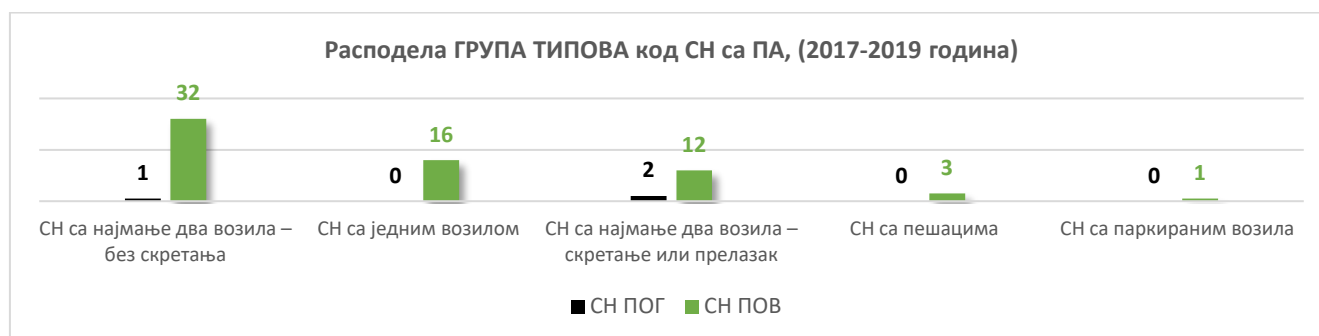 Расподела ГРУПА ТИПОВА код СН са ПА, (2017-2019 година)
32
1
16
0
12
2
3
0
1
0
СН са најмање два возила –
без скретања
СН са једним возилом
СН са најмање два возила –
скретање или прелазак
СН са пешацима
СН са паркираним возила
СН ПОГ
СН ПОВ